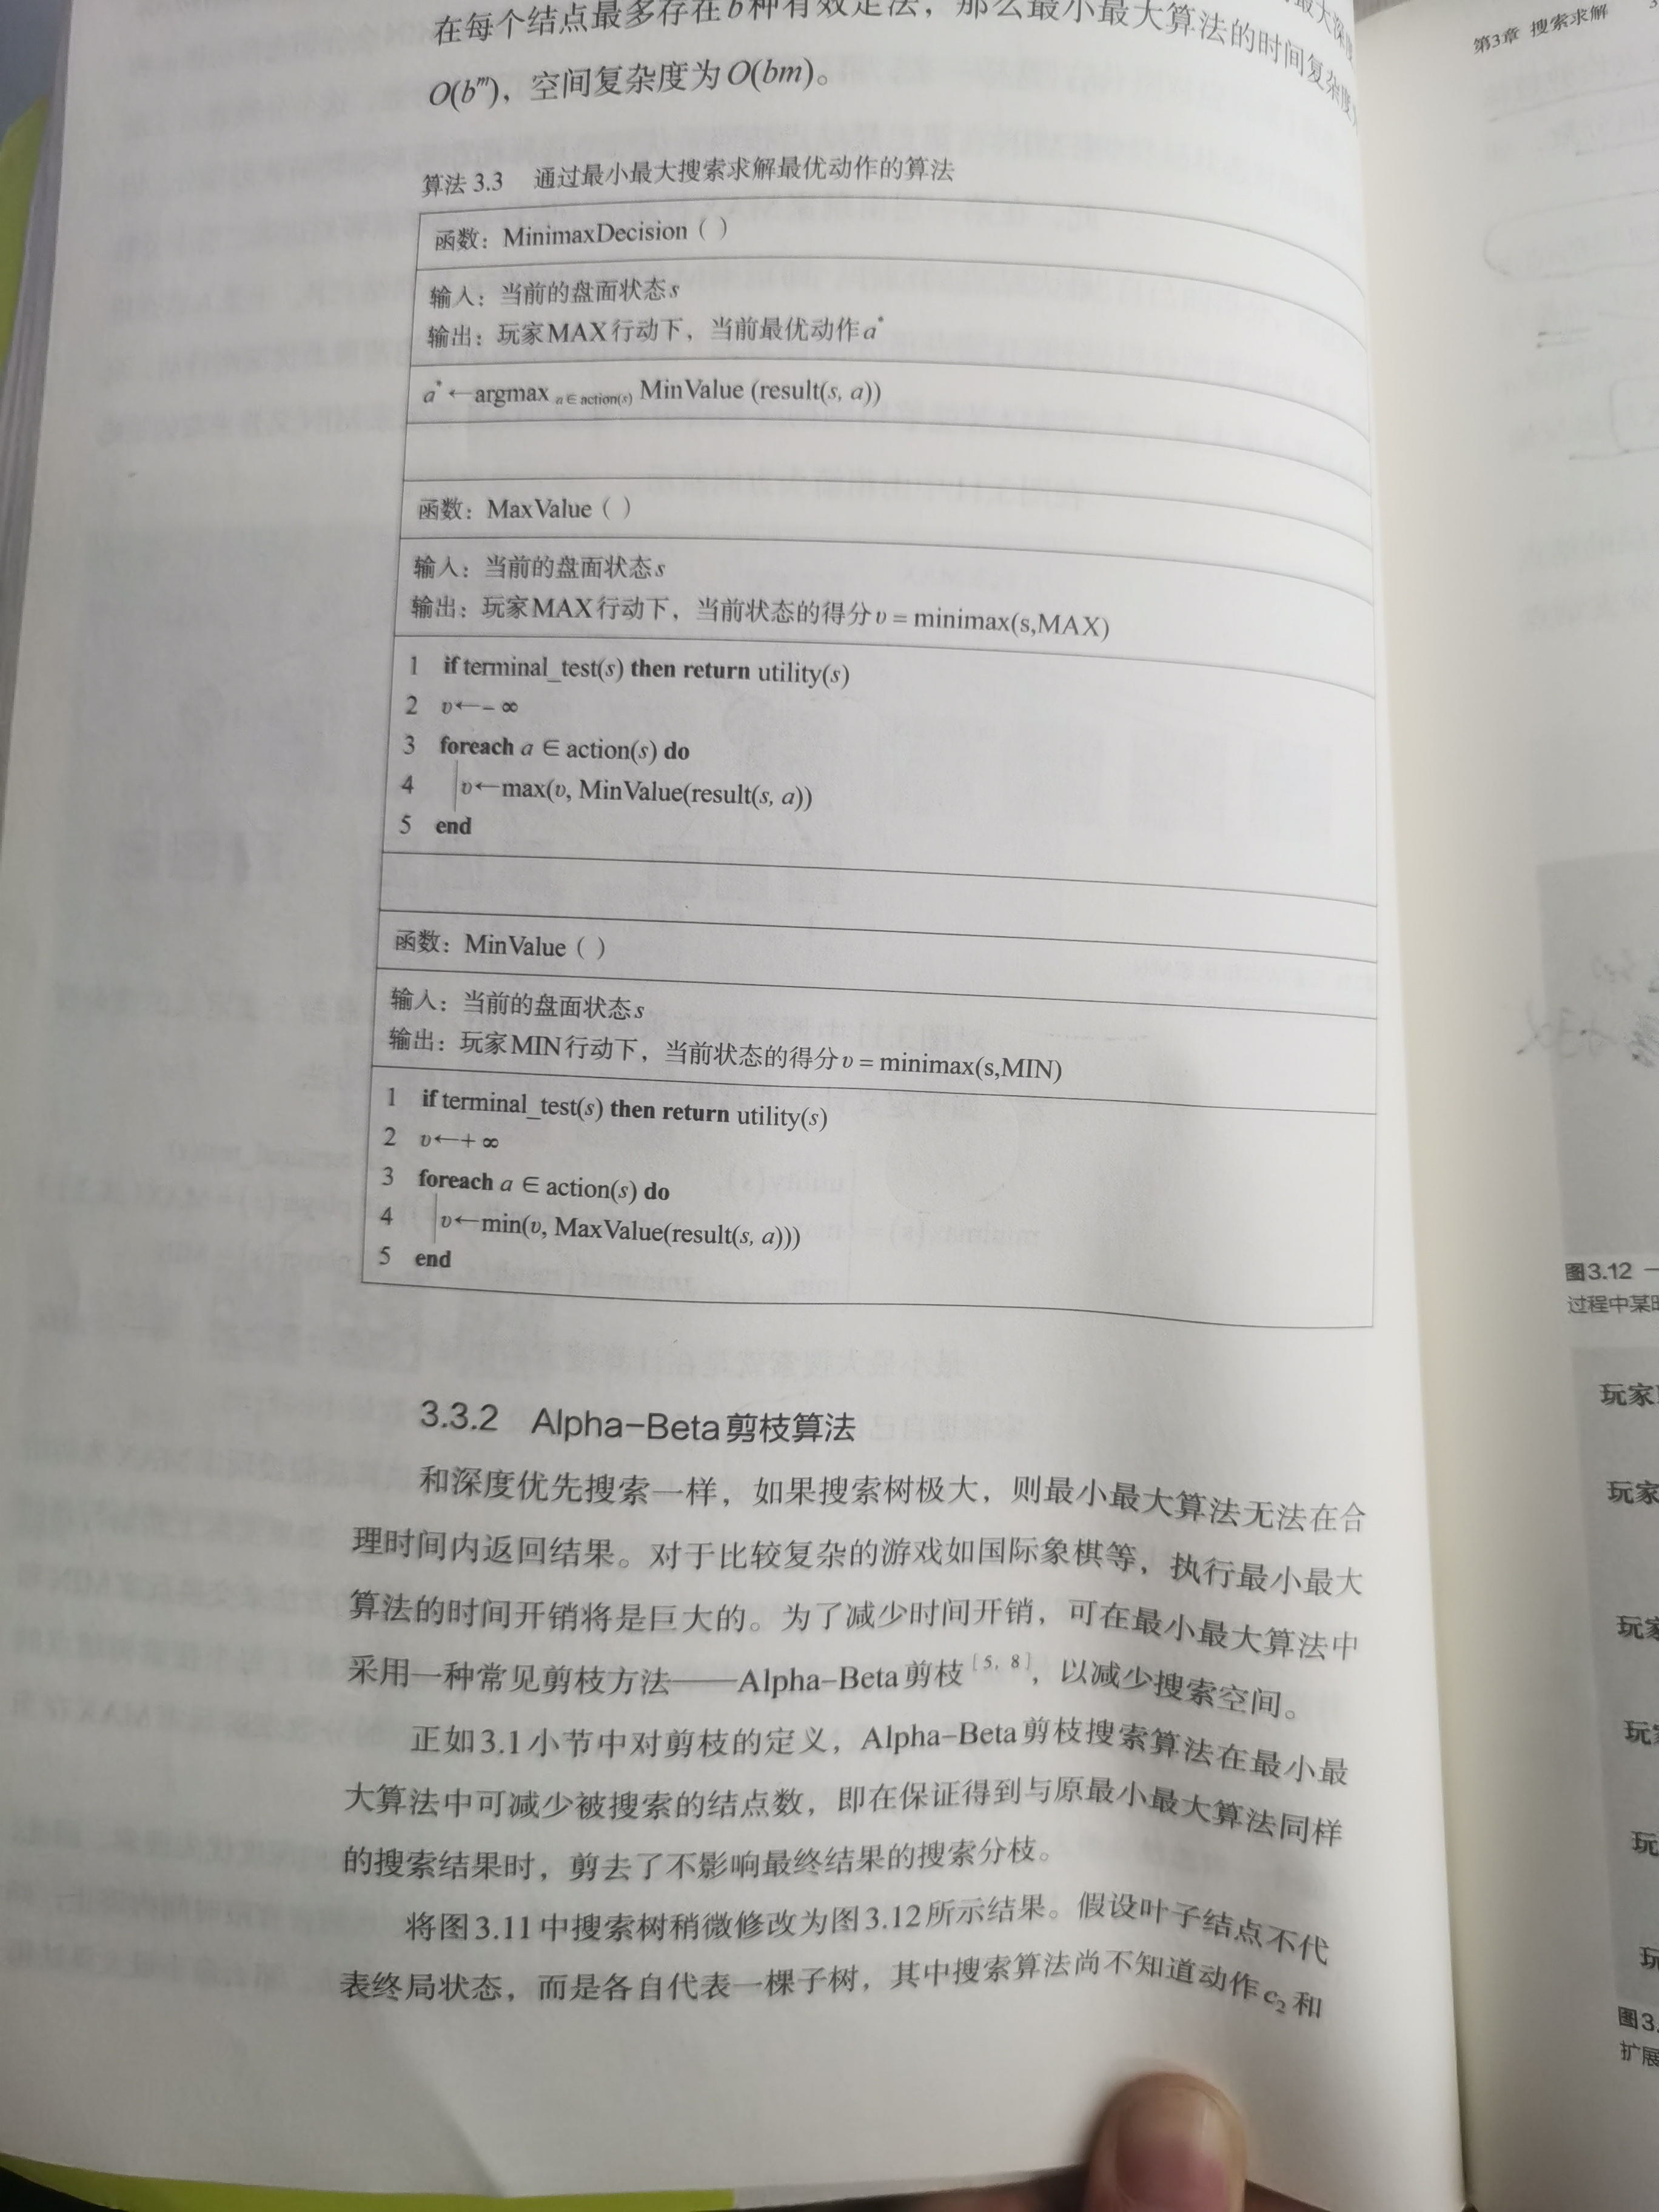 在每个结点最多存在b种有效走法，那么最小最大算法的时间复杂度
O(bᵐ)，空间复杂度为O(bm)。
算法 3.3 通过最小最大搜索求解最优动作的算法
函数：MinimaxDecision（ ）
输入：当前的盘面状态s
输出：玩家MAX行动下，当前最优动作a*
a* ←argmax a∈action(s) MinValue (result(s, a))
函数：MaxValue（ ）
输入：当前的盘面状态s
输出：玩家MAX行动下，当前状态的得分v = minimax(s,MAX)
1 if terminal_test(s) then return utility(s)
2 v←– ∞
3 foreach a ∈ action(s) do
4 v←max(v, MinValue(result(s, a))
5 end
函数：MinValue（ ）
输入：当前的盘面状态s
输出：玩家MIN行动下，当前状态的得分v = minimax(s,MIN)
1 if terminal_test(s) then return utility(s)
2 v←+ ∞
3 foreach a ∈ action(s) do
4 v←min(v, MaxValue(result(s, a)))
5 end
3.3.2 Alpha–Beta剪枝算法
和深度优先搜索一样，如果搜索树极大，则最小最大算法无法在合
理时间内返回结果。对于比较复杂的游戏如国际象棋等，执行最小最大
算法的时间开销将是巨大的。为了减少时间开销，可在最小最大算法中
采用一种常见剪枝方法——Alpha–Beta剪枝[5, 8]，以减少搜索空间。
正如3.1小节中对剪枝的定义，Alpha–Beta剪枝搜索算法在最小最
大算法中可减少被搜索的结点数，即在保证得到与原最小最大算法同样
的搜索结果时，剪去了不影响最终结果的搜索分枝。
将图3.11中搜索树稍微修改为图3.12所示结果。假设叶子结点不代
表终局状态，而是各自代表一棵子树，其中搜索算法尚不知道动作c₂和
第3章 搜索求解
图3.12
过程中某
玩家
玩家
玩家
玩家
玩
玩
图3.
扩展